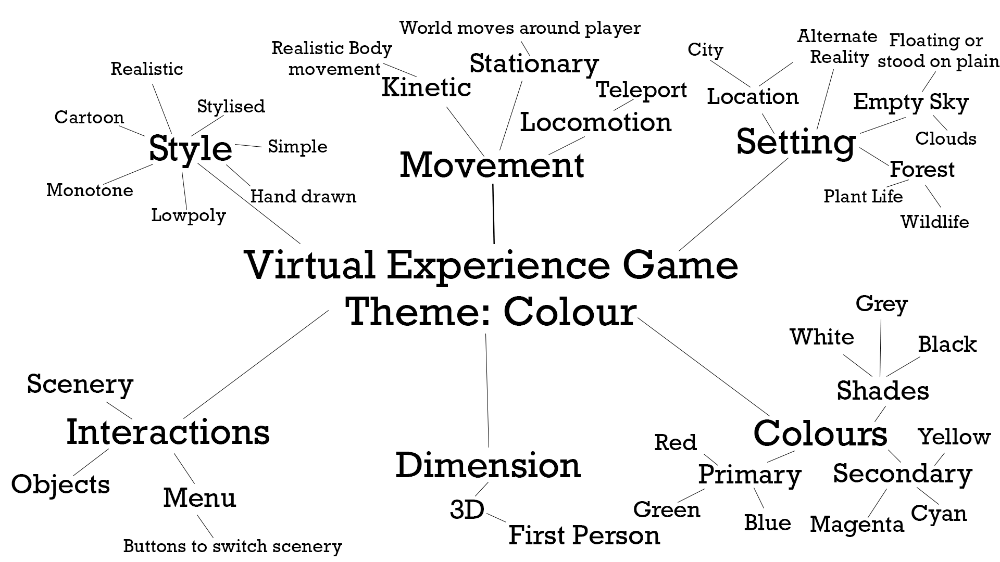 World moves around player
Realistic Body
movement
Stationary
Kinetic
Teleport
Locomotion
Movement
Realistic
Stylised
Cartoon
Style
Simple
Monotone
Hand drawn
Lowpoly
City
Alternate
Reality
Floating or
stood on plain
Location
Empty Sky
Setting
Clouds
Forest
Plant Life
Wildlife
Virtual Experience Game
Theme: Colour
Scenery
Interactions
Objects
Menu
Buttons to switch scenery
Dimension
3D
First Person
Grey
White
Black
Shades
Colours
Red
Yellow
Primary
Secondary
Green
Blue
Magenta
Cyan